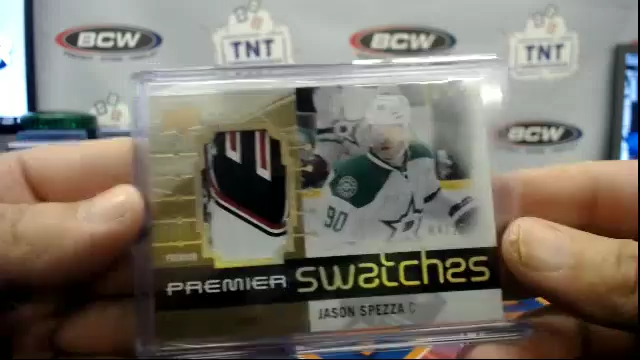 BCW
TNT
BCW
TNT
BCW
90
PREMIER swatches
JASON SPEZZA C